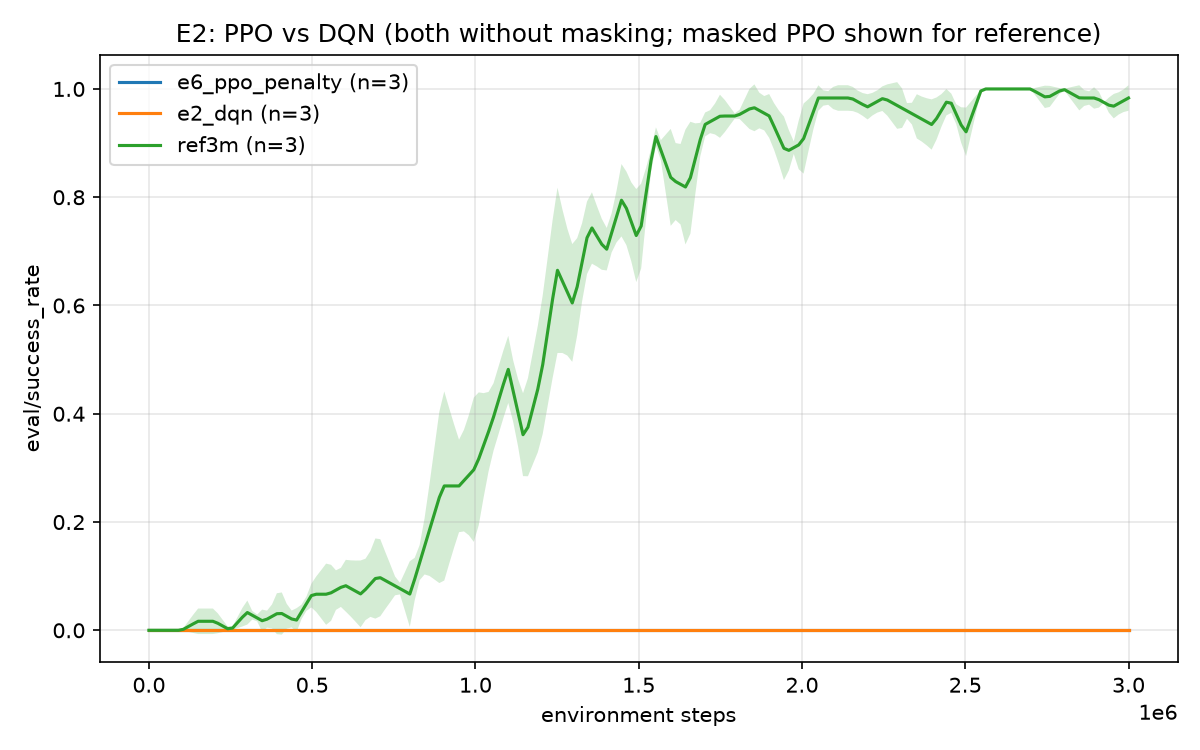 E2: PPO vs DQN (both without masking; masked PPO shown for reference)
e6_ppo_penalty (n=3)
e2_dqn (n=3)
ref3m (n=3)
eval/success_rate
1.0
0.8
0.6
0.4
0.2
0.0
0.0 0.5 1.0 1.5 2.0 2.5 3.0
1e6
environment steps